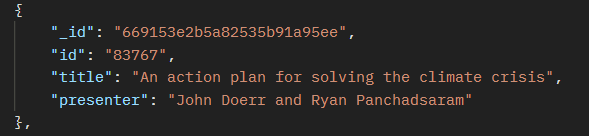 {
"_id": "669153e2b5a82535b91a95ee",
"id": "83767",
"title": "An action plan for solving the climate crisis",
"presenter": "John Doerr and Ryan Panchadsaram"
},